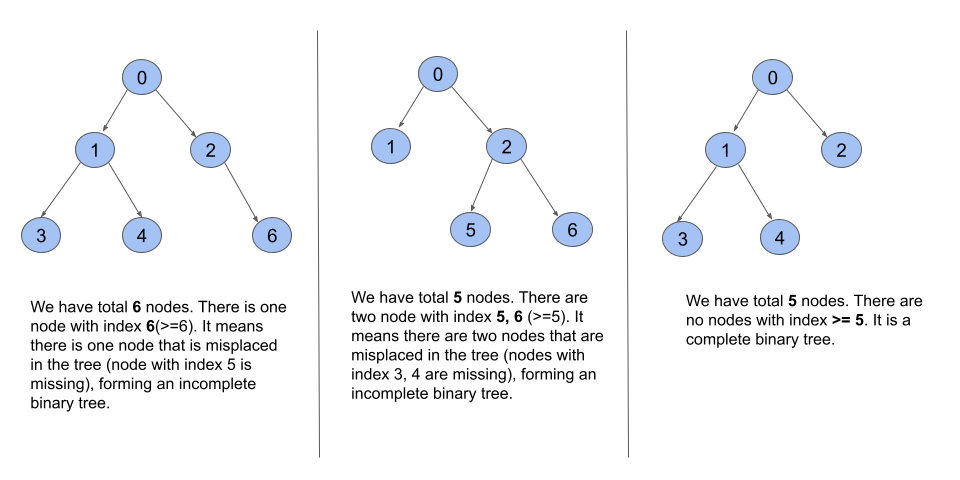 0
1
2
3
4
6
We have total 6 nodes. There is one
node with index 6(>=6). It means
there is one node that is misplaced
in the tree (node with index 5 is
missing), forming an incomplete
binary tree.
0
1
2
5
6
We have total 5 nodes. There are
two node with index 5, 6 (>=5). It
means there are two nodes that are
misplaced in the tree (nodes with
index 3, 4 are missing), forming an
incomplete binary tree.
0
1
2
3
4
We have total 5 nodes. There are
no nodes with index >= 5. It is a
complete binary tree.